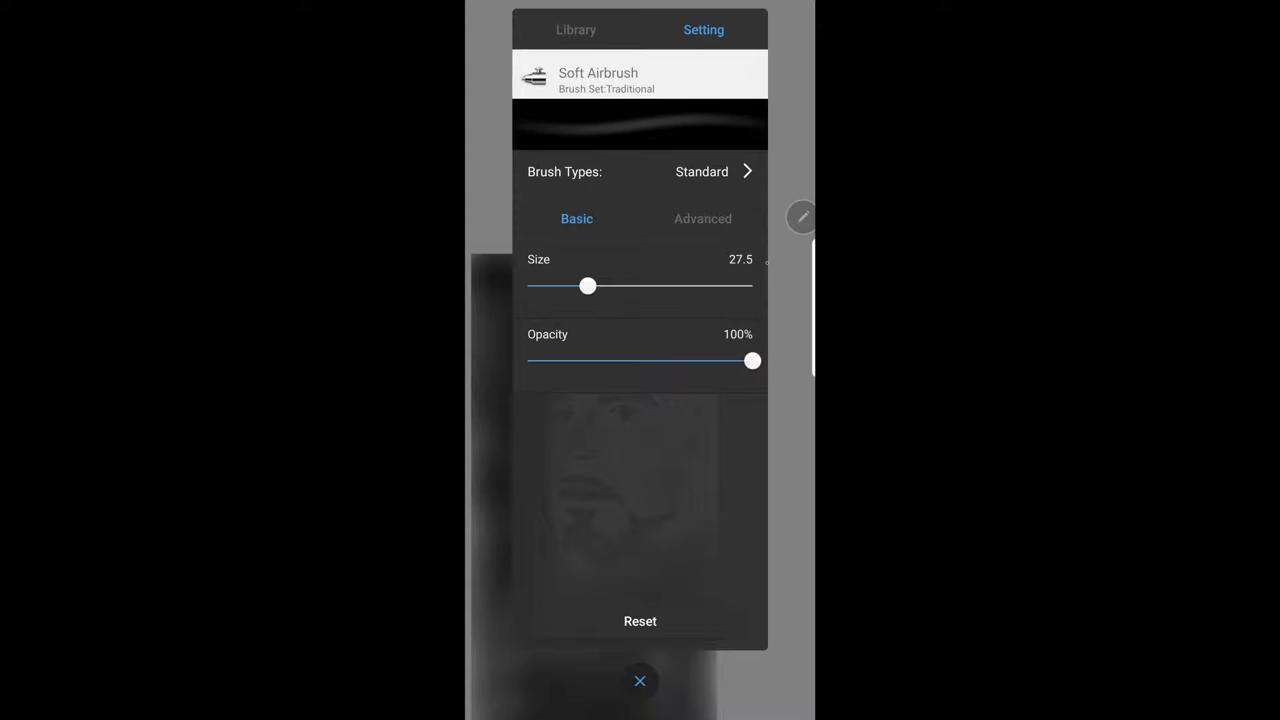 Library Setting
Soft Airbrush
Brush Set:Traditional
Brush Types: Standard
Basic Advanced
Size 27.5
Opacity 100%
Reset